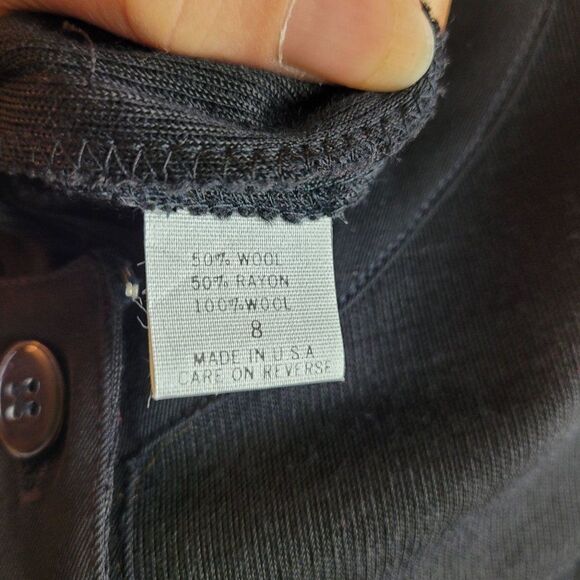 50% WOOL
50% RAYON
100% WOOL
8
MADE IN U.S.A
CARE ON REVERSE